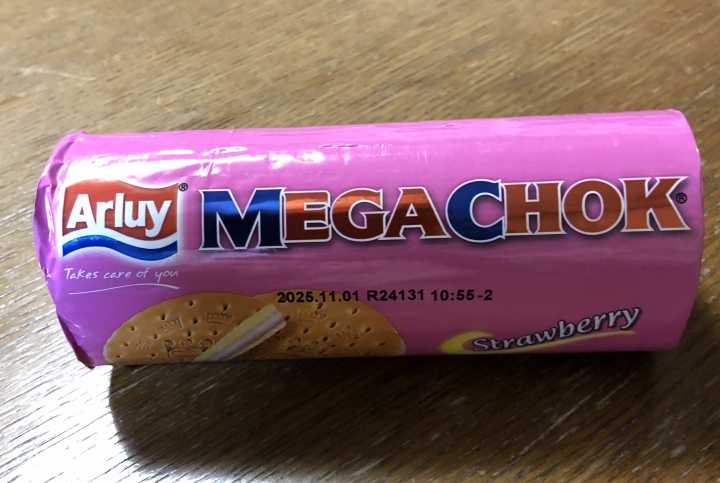 Arluy®
MEGACHOK®
Takes care of you
2025.11.01 R24131 10:55-2
Strawberry